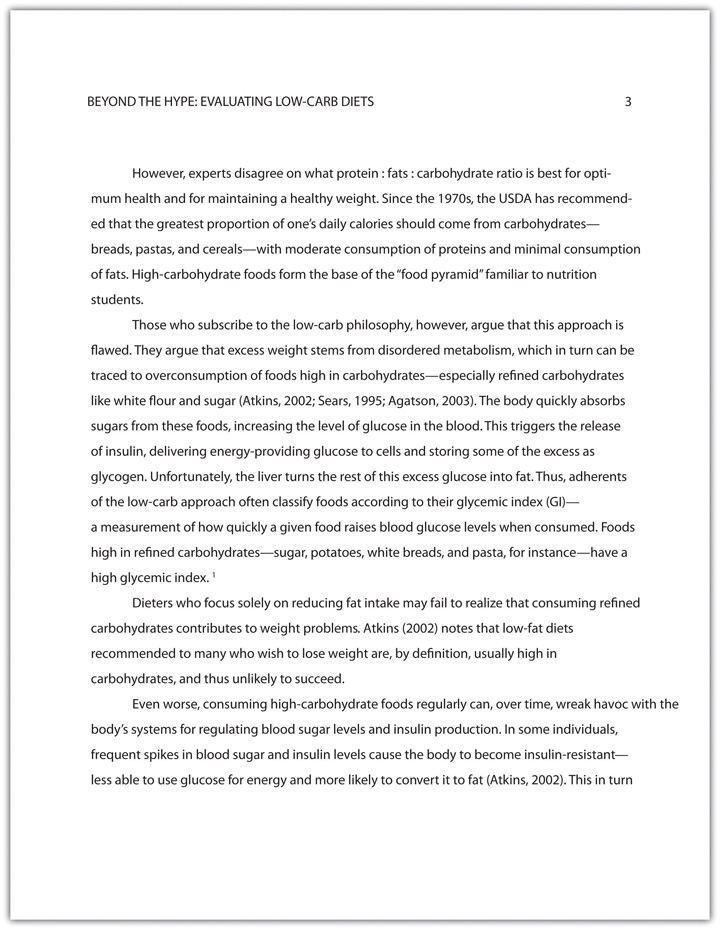 BEYOND THE HYPE: EVALUATING LOW-CARB DIETS 3
However, experts disagree on what protein : fats : carbohydrate ratio is best for opti-
mum health and for maintaining a healthy weight. Since the 1970s, the USDA has recommend-
ed that the greatest proportion of one’s daily calories should come from carbohydrates—
breads, pastas, and cereals—with moderate consumption of proteins and minimal consumption
of fats. High-carbohydrate foods form the base of the “food pyramid” familiar to nutrition
students.
Those who subscribe to the low-carb philosophy, however, argue that this approach is
flawed. They argue that excess weight stems from disordered metabolism, which in turn can be
traced to overconsumption of foods high in carbohydrates—especially refined carbohydrates
like white flour and sugar (Atkins, 2002; Sears, 1995; Agatson, 2003). The body quickly absorbs
sugars from these foods, increasing the level of glucose in the blood. This triggers the release
of insulin, delivering energy-providing glucose to cells and storing some of the excess as
glycogen. Unfortunately, the liver turns the rest of this excess glucose into fat. Thus, adherents
of the low-carb approach often classify foods according to their glycemic index (GI)—
a measurement of how quickly a given food raises blood glucose levels when consumed. Foods
high in refined carbohydrates—sugar, potatoes, white breads, and pasta, for instance—have a
high glycemic index. ¹
Dieters who focus solely on reducing fat intake may fail to realize that consuming refined
carbohydrates contributes to weight problems. Atkins (2002) notes that low-fat diets
recommended to many who wish to lose weight are, by definition, usually high in
carbohydrates, and thus unlikely to succeed.
Even worse, consuming high-carbohydrate foods regularly can, over time, wreak havoc with the
body’s systems for regulating blood sugar levels and insulin production. In some individuals,
frequent spikes in blood sugar and insulin levels cause the body to become insulin-resistant—
less able to use glucose for energy and more likely to convert it to fat (Atkins, 2002). This in turn